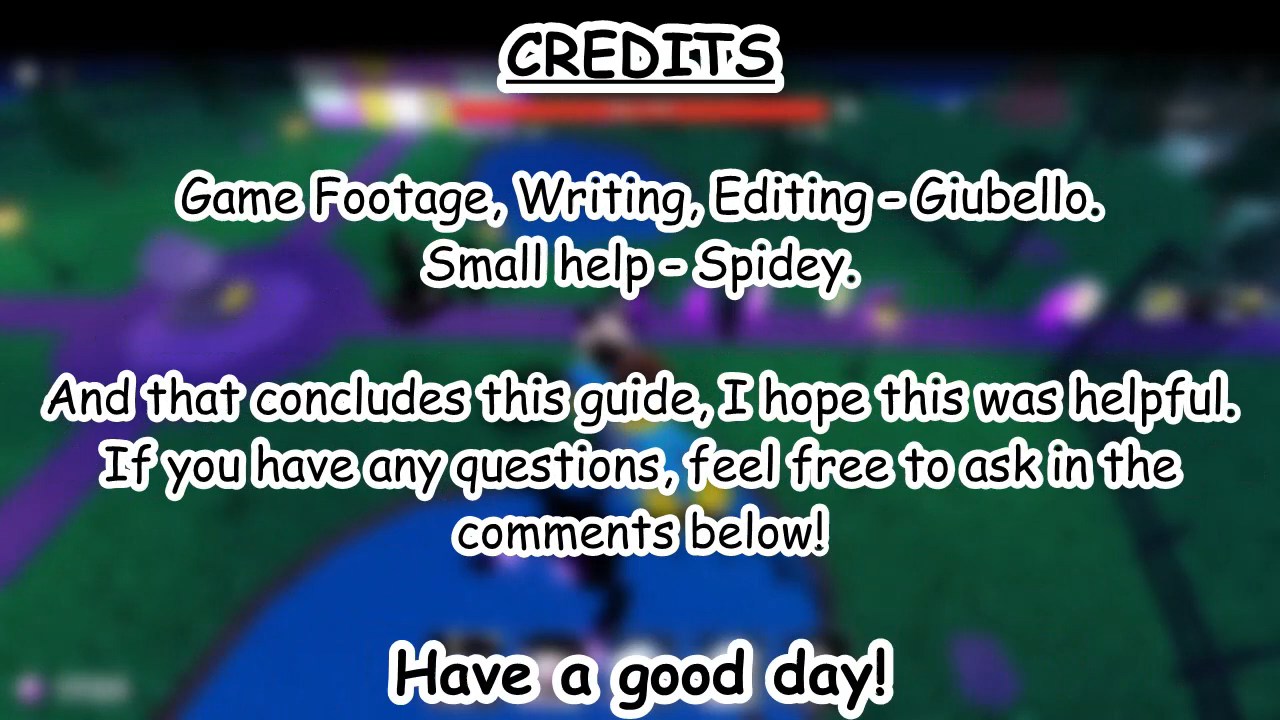 CREDITS
Game Footage, Writing, Editing - Giubello.
Small help - Spidey.
And that concludes this guide, I hope this was helpful.
If you have any questions, feel free to ask in the
comments below!
Have a good day!